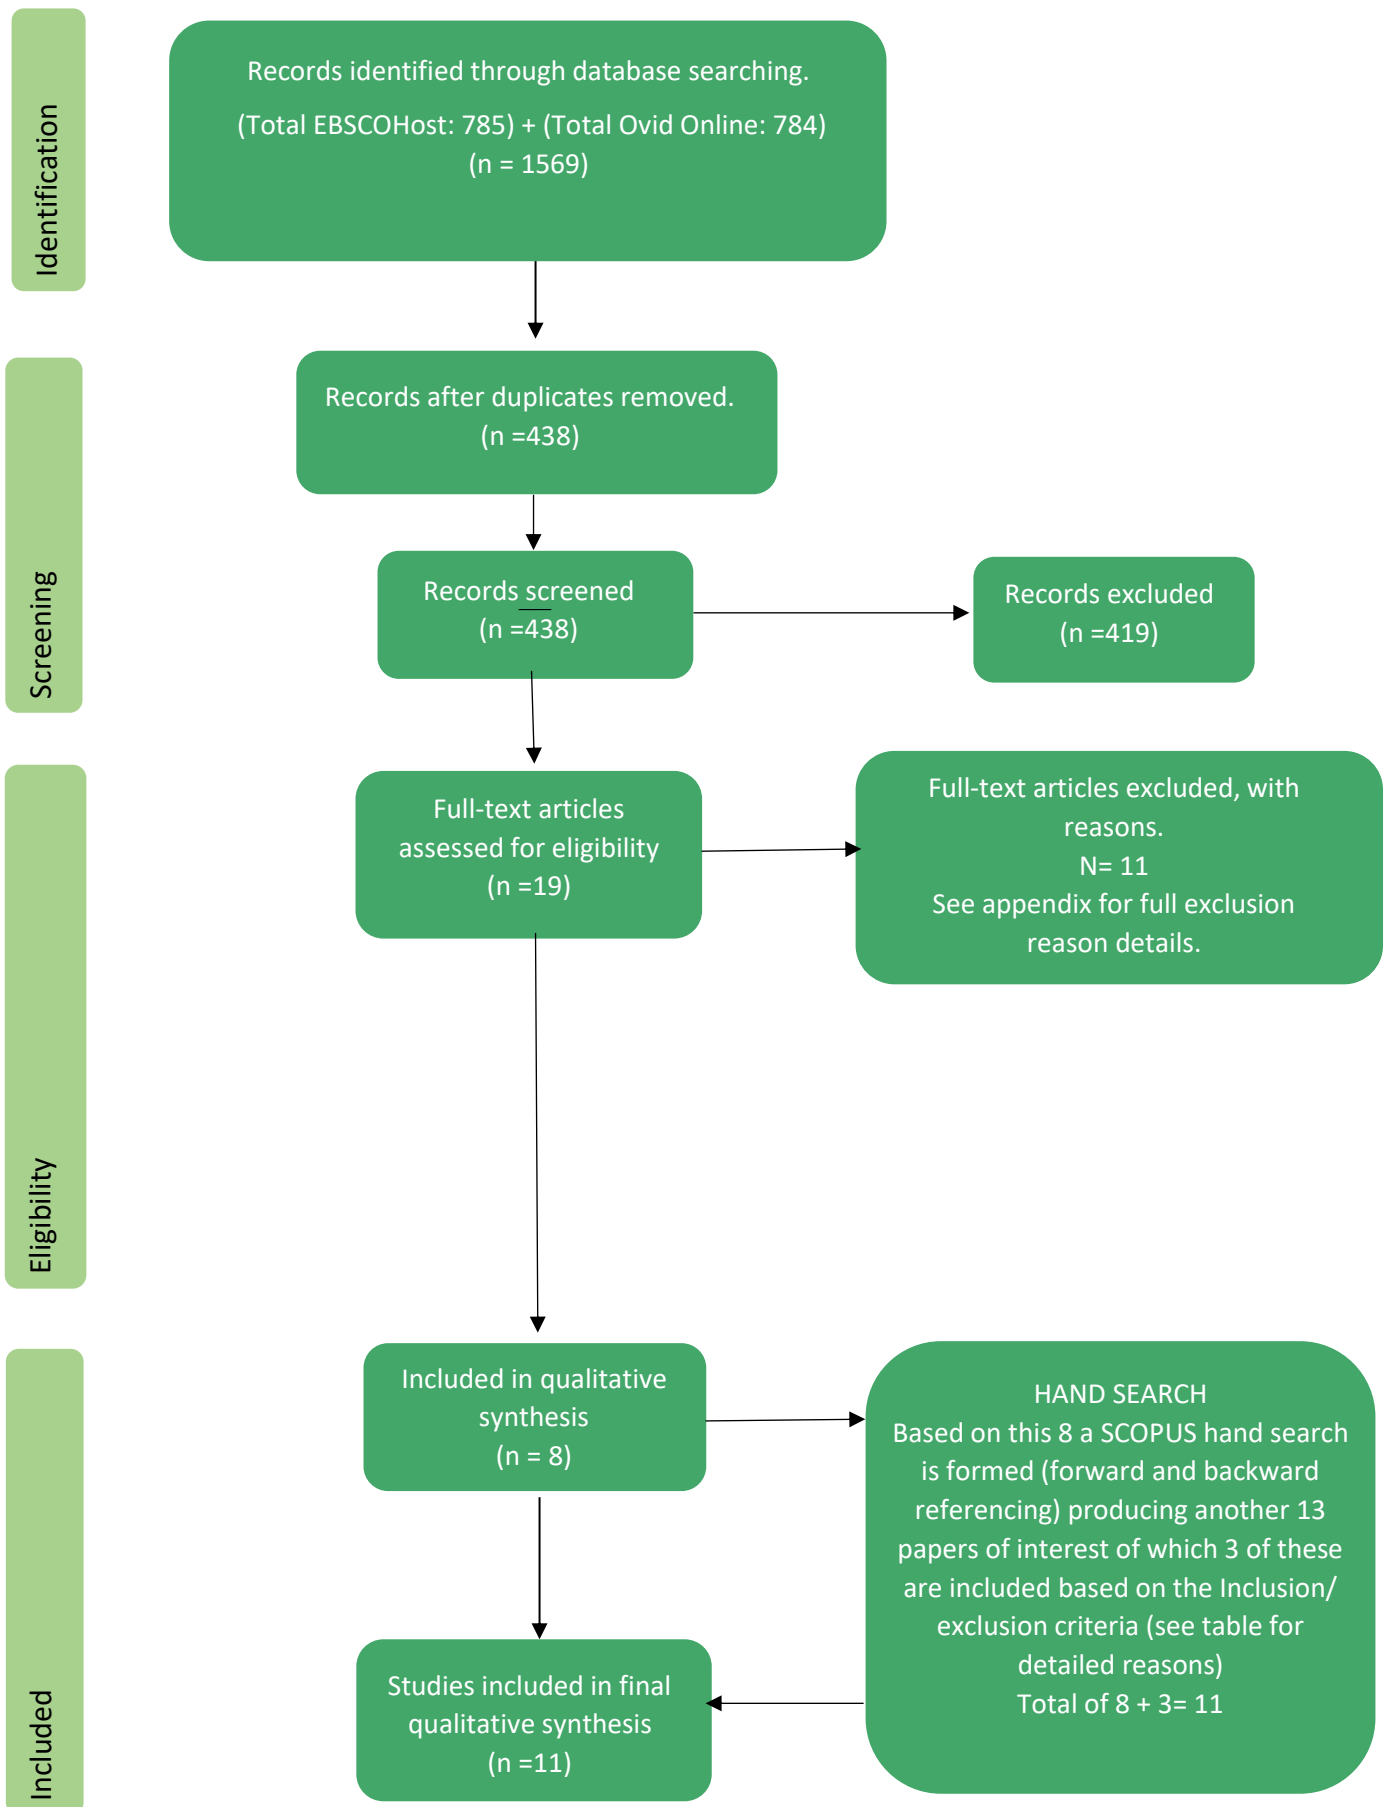 Identification
Records identified through database searching.
(Total EBSCOHost: 785) + (Total Ovid Online: 784)
(n = 1569)
Screening
Records after duplicates removed.
(n =438)
Records screened
(n =438)
Records excluded
(n =419)
Eligibility
Full-text articles
assessed for eligibility
(n =19)
Full-text articles excluded, with
reasons.
N= 11
See appendix for full exclusion
reason details.
Included
Included in qualitative
synthesis
(n = 8)
HAND SEARCH
Based on this 8 a SCOPUS hand search
is formed (forward and backward
referencing) producing another 13
papers of interest of which 3 of these
are included based on the Inclusion/
exclusion criteria (see table for
detailed reasons)
Total of 8 + 3= 11
Studies included in final
qualitative synthesis
(n =11)